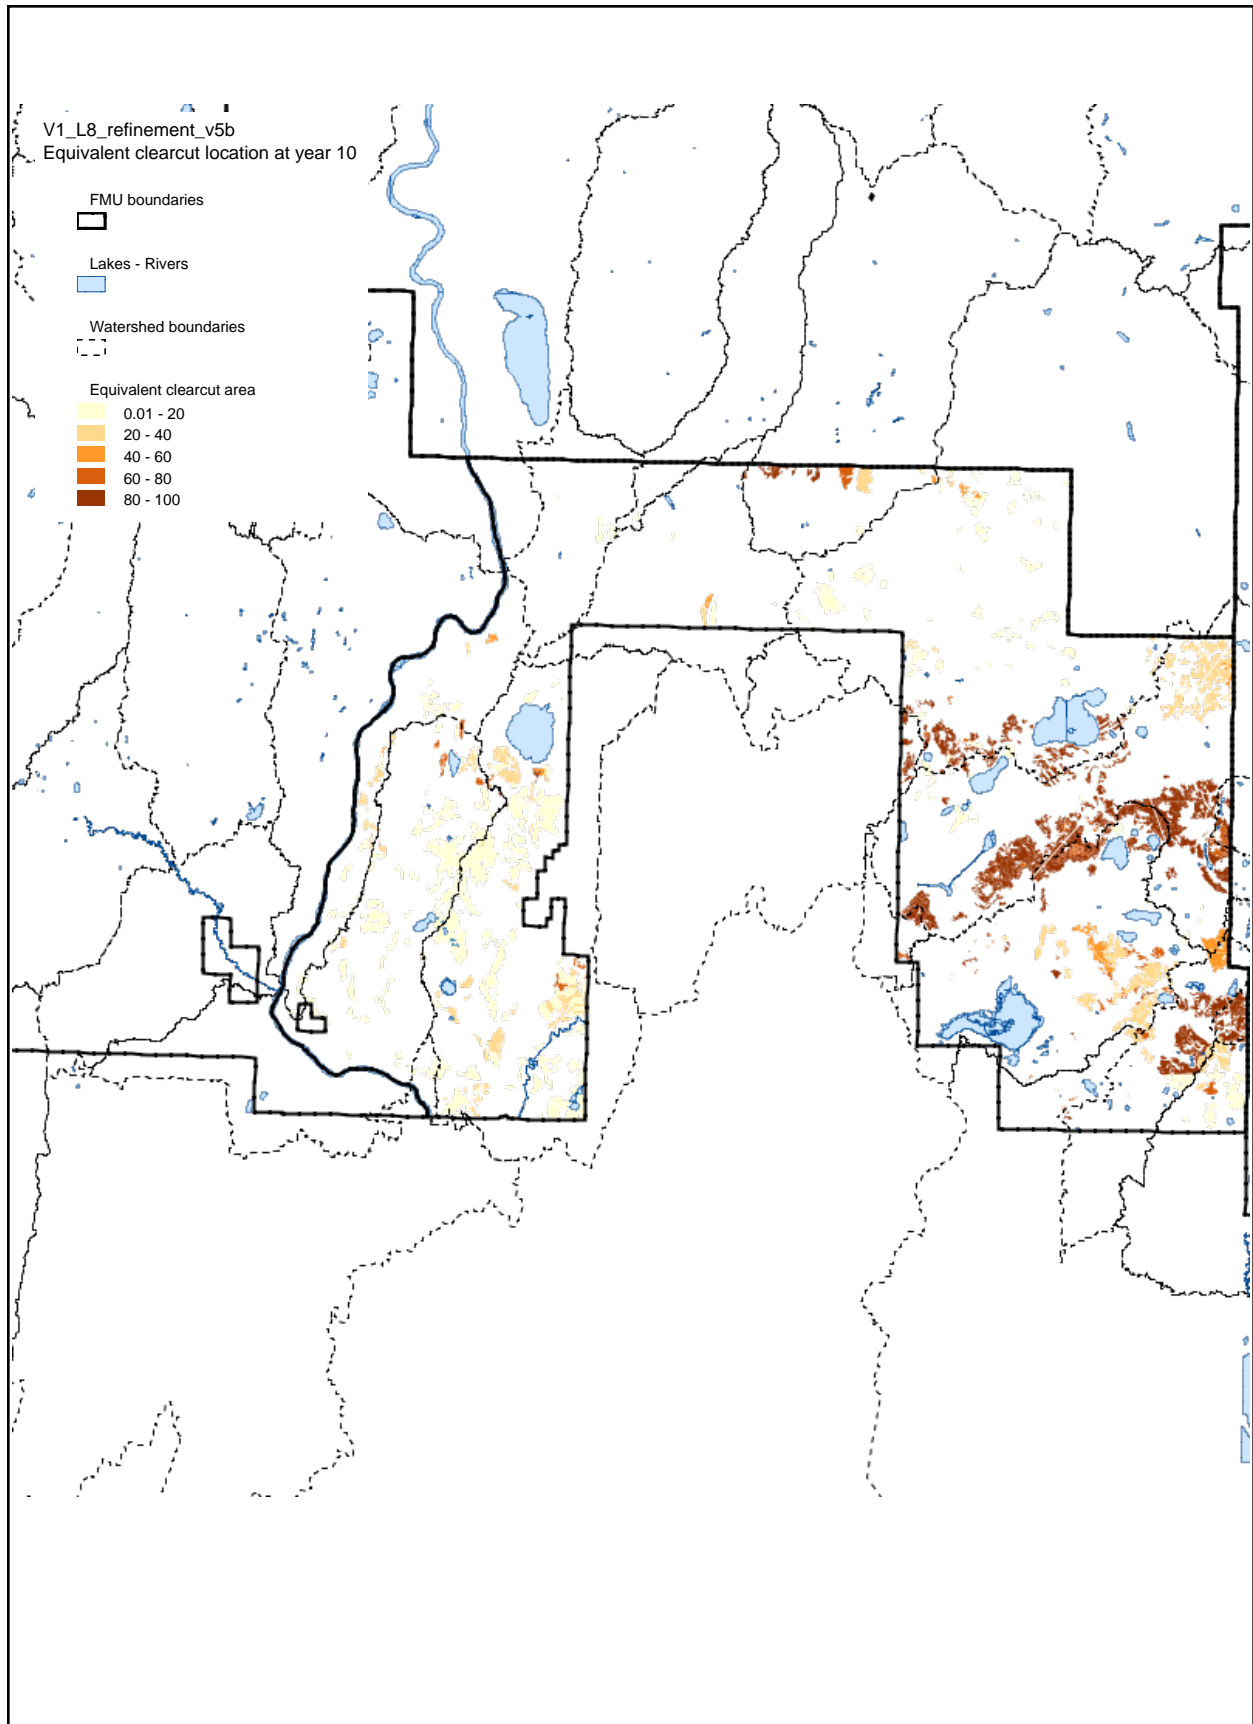 V1_L8_refinement_v5b
Equivalent clearcut location at year 10
FMU boundaries
Lakes - Rivers
Watershed boundaries
Equivalent clearcut area
0.01 - 20
20 - 40
40 - 60
60 - 80
80 - 100